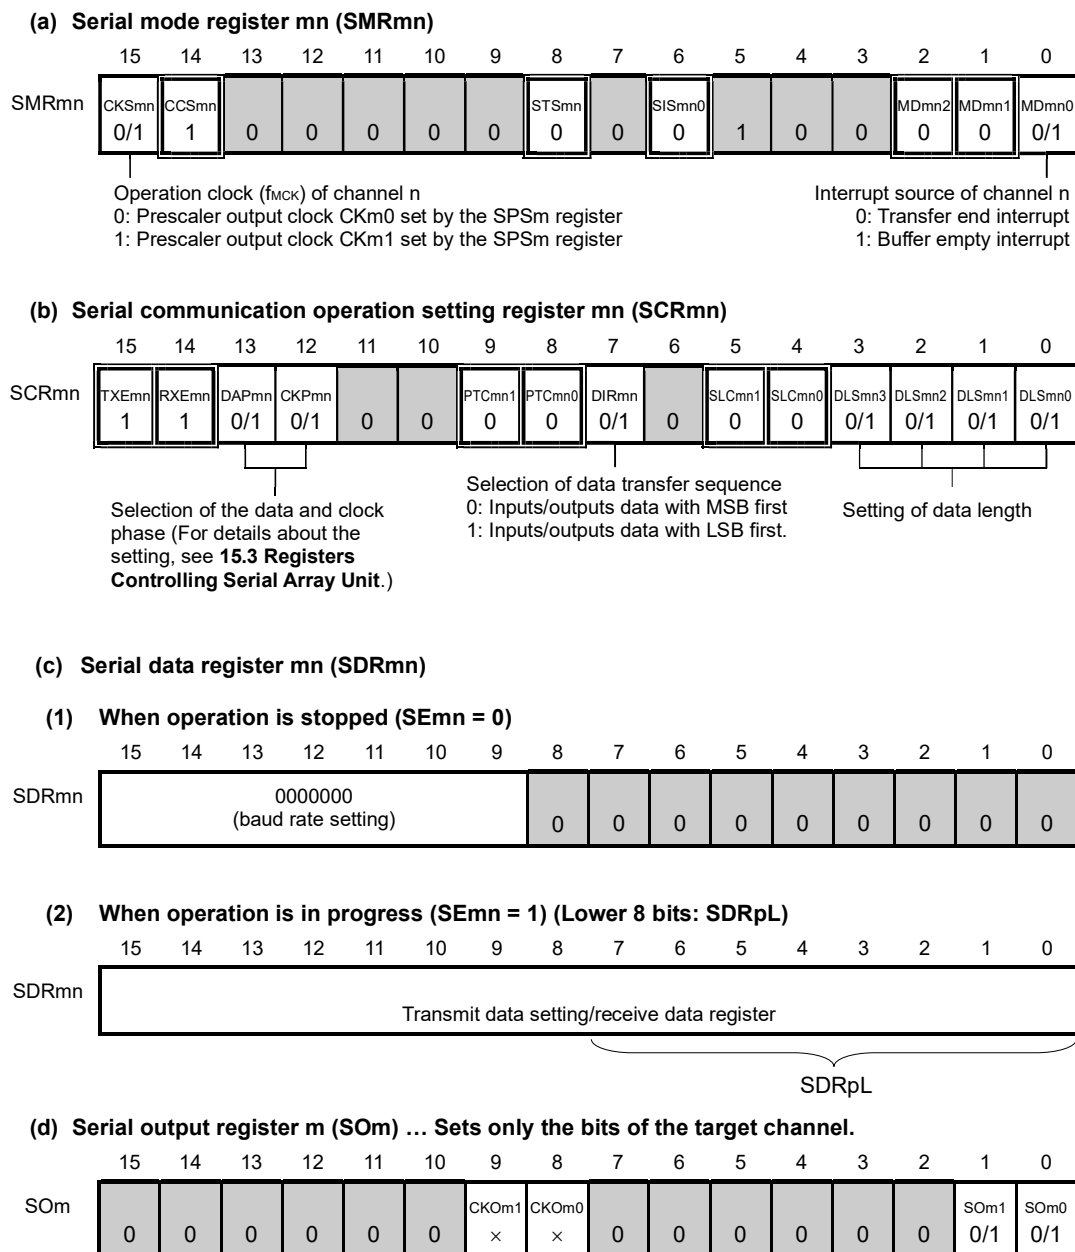 (a) Serial mode register mn (SMRmn)
15 14 13 12 11 10 9 8 7 6 5 4 3 2 1 0
SMRmn CKSmn CCSmn STSmn SISmn0 MDmn2 MDmn1 MDmn0
0/1 1 0 0 0 0 0 0 0 0 1 0 0 0 0 0/1
Operation clock (fMCK) of channel n
0: Prescaler output clock CKm0 set by the SPSm register
1: Prescaler output clock CKm1 set by the SPSm register
Interrupt source of channel n
0: Transfer end interrupt
1: Buffer empty interrupt
(b) Serial communication operation setting register mn (SCRmn)
15 14 13 12 11 10 9 8 7 6 5 4 3 2 1 0
SCRmn TXEmn RXEmn DAPmn CKPmn PTCmn1 PTCmn0 DIRmn SLCmn1 SLCmn0 DLSmn3 DLSmn2 DLSmn1 DLSmn0
1 1 0/1 0/1 0 0 0 0 0/1 0 0 0 0/1 0/1 0/1 0/1
Selection of the data and clock
phase (For details about the
setting, see 15.3 Registers
Controlling Serial Array Unit.)
Selection of data transfer sequence
0: Inputs/outputs data with MSB first
1: Inputs/outputs data with LSB first.
Setting of data length
(c) Serial data register mn (SDRmn)
(1) When operation is stopped (SEmn = 0)
15 14 13 12 11 10 9 8 7 6 5 4 3 2 1 0
SDRmn 0000000
(baud rate setting) 0 0 0 0 0 0 0 0 0
(2) When operation is in progress (SEmn = 1) (Lower 8 bits: SDRpL)
15 14 13 12 11 10 9 8 7 6 5 4 3 2 1 0
SDRmn
Transmit data setting/receive data register
SDRpL
(d) Serial output register m (SOm) … Sets only the bits of the target channel.
15 14 13 12 11 10 9 8 7 6 5 4 3 2 1 0
SOm CKOm1 CKOm0 SOm1 SOm0
0 0 0 0 0 0 × × 0 0 0 0 0 0 0/1 0/1